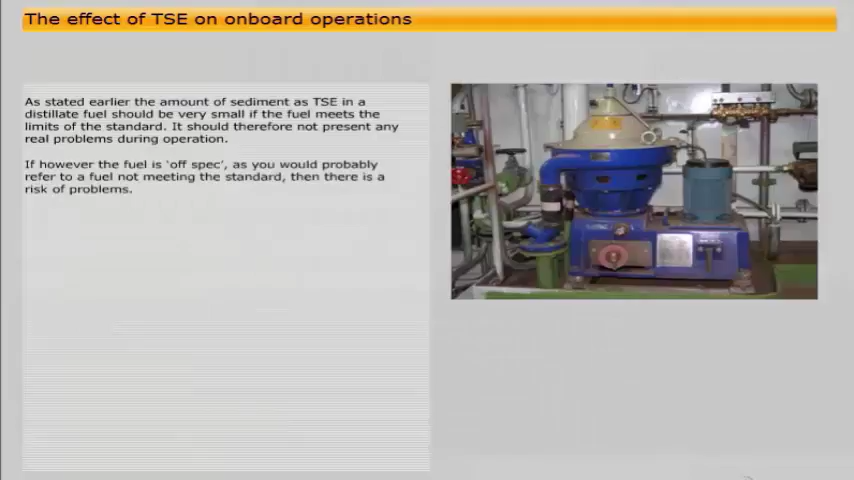 The effect of TSE on onboard operations
As stated earlier the amount of sediment as TSE in a
distillate fuel should be very small if the fuel meets the
limits of the standard. It should therefore not present any
real problems during operation.
If however the fuel is ‘off spec’, as you would probably
refer to a fuel not meeting the standard, then there is a
risk of problems.